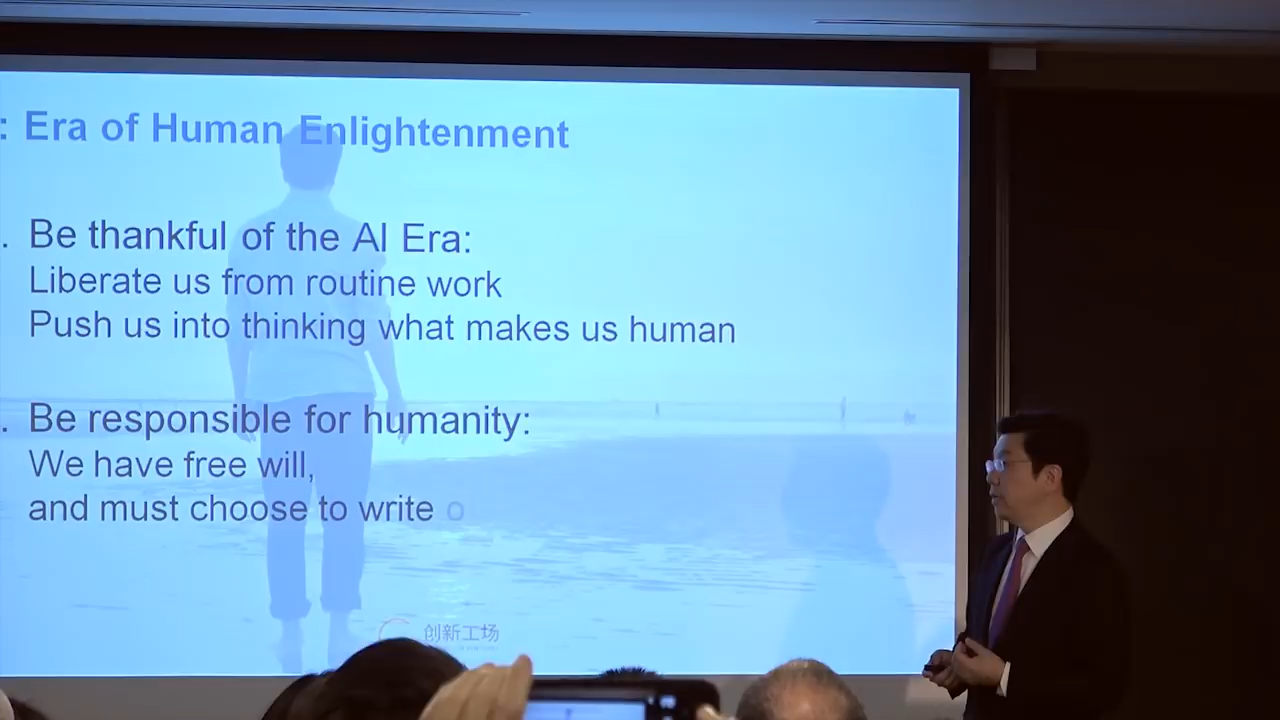 : Era of Human Enlightenment
. Be thankful of the AI Era:
Liberate us from routine work
Push us into thinking what makes us human
. Be responsible for humanity:
We have free will,
and must choose to write o
创新工场